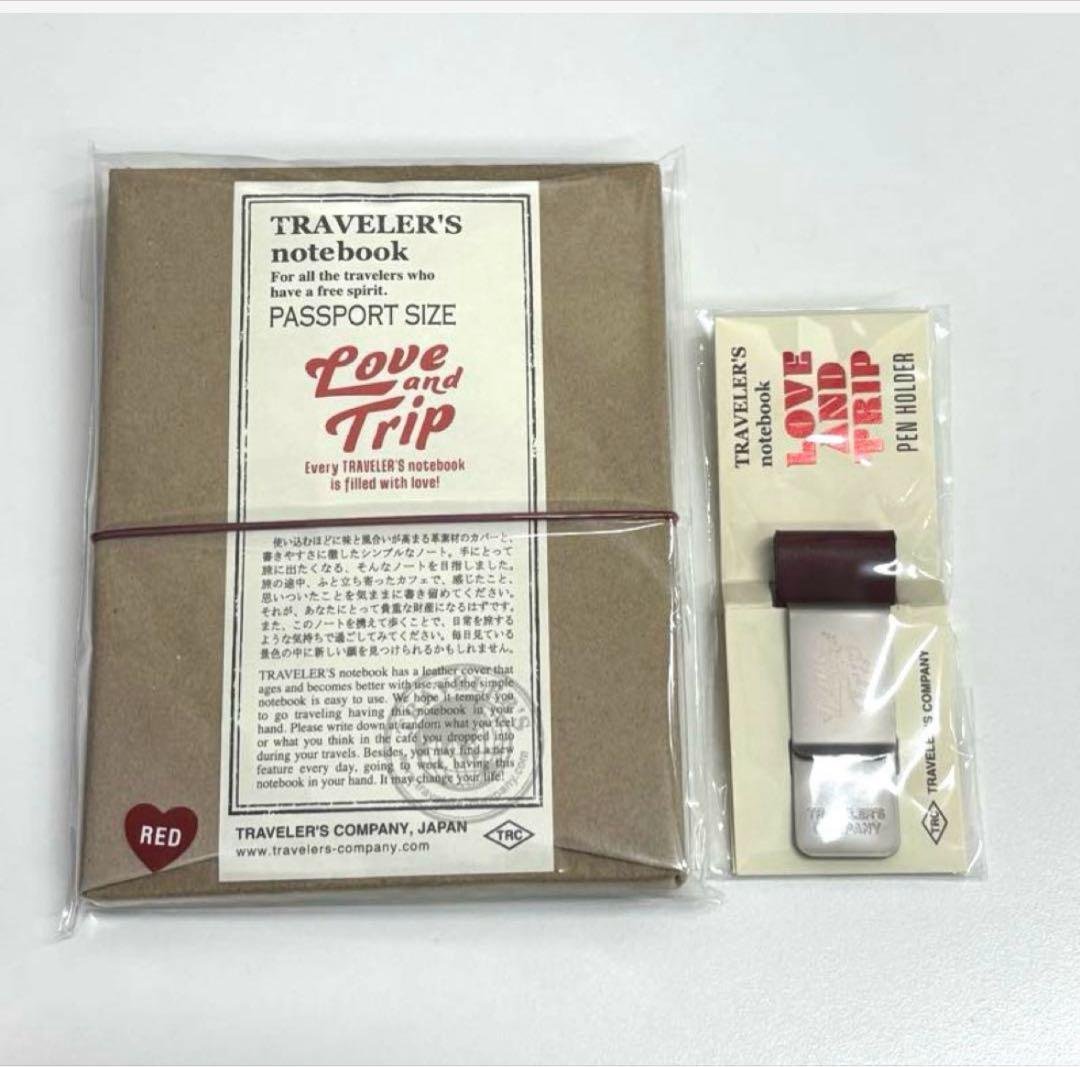 TRAVELER'S
notebook
For all the travelers who
have a free spirit.
PASSPORT SIZE
Love
and
Trip
Every TRAVELER'S notebook
is filled with love!
使い込むほどに味と風合いが高まる革素材のカバーと、
書きやすさに徹したシンプルなノート。手にとって
旅に出たくなる、そんなノートを目指しました。
旅の途中、ふと立ち寄ったカフェで、感じたこと、
思いついたことを気ままに書き留めてください。
それが、あなたにとって貴重な財産になるはずです。
また、このノートを携えて歩くことで、日常を旅する
ような気持ちで過ごしてみてください。毎日見ている
景色の中に新しい顔を見つけられるかもしれません。
TRAVELER'S notebook has a leather cover that
ages and becomes better with use, and the simple
notebook is easy to use. We hope it tempts you
to go traveling having this notebook in your
hand. Please write down at random what you feel
or what you think in the café you dropped into
during your travels. Besides, you may find a new
feature every day, going to work, having this
notebook in your hand. It may change your life!
RED
TRAVELER'S COMPANY, JAPAN
www.travelers-company.com
TRC
TRAVELER'S
notebook
LOVE
AND
TRIP
PEN HOLDER
TRAVELER'S
COMPANY
TRC
TRAVELER'S COMPANY